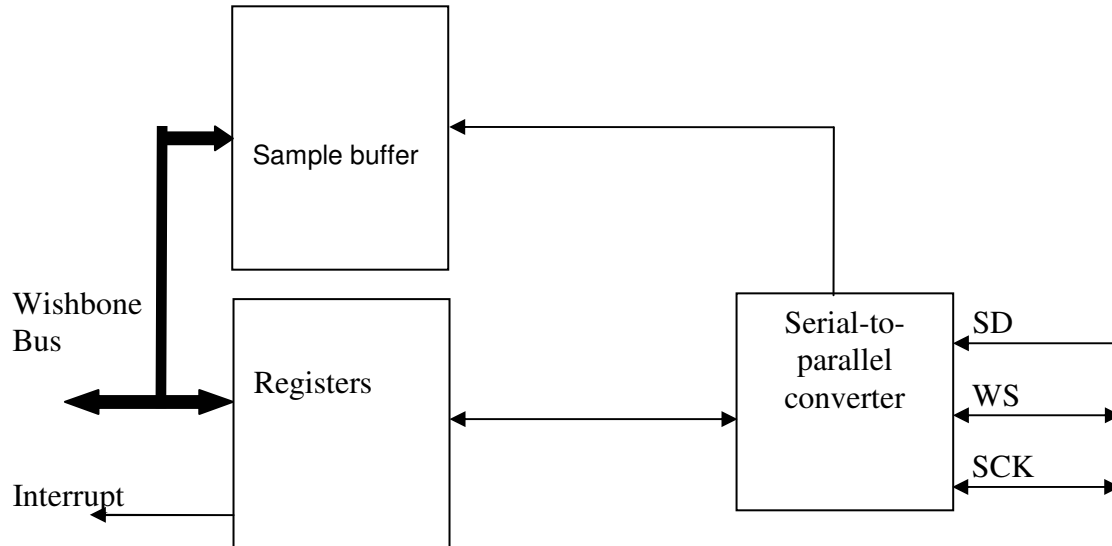 Sample buffer
Wishbone
Bus
Registers
Interrupt
Serial-to-
parallel
converter
SD
WS
SCK